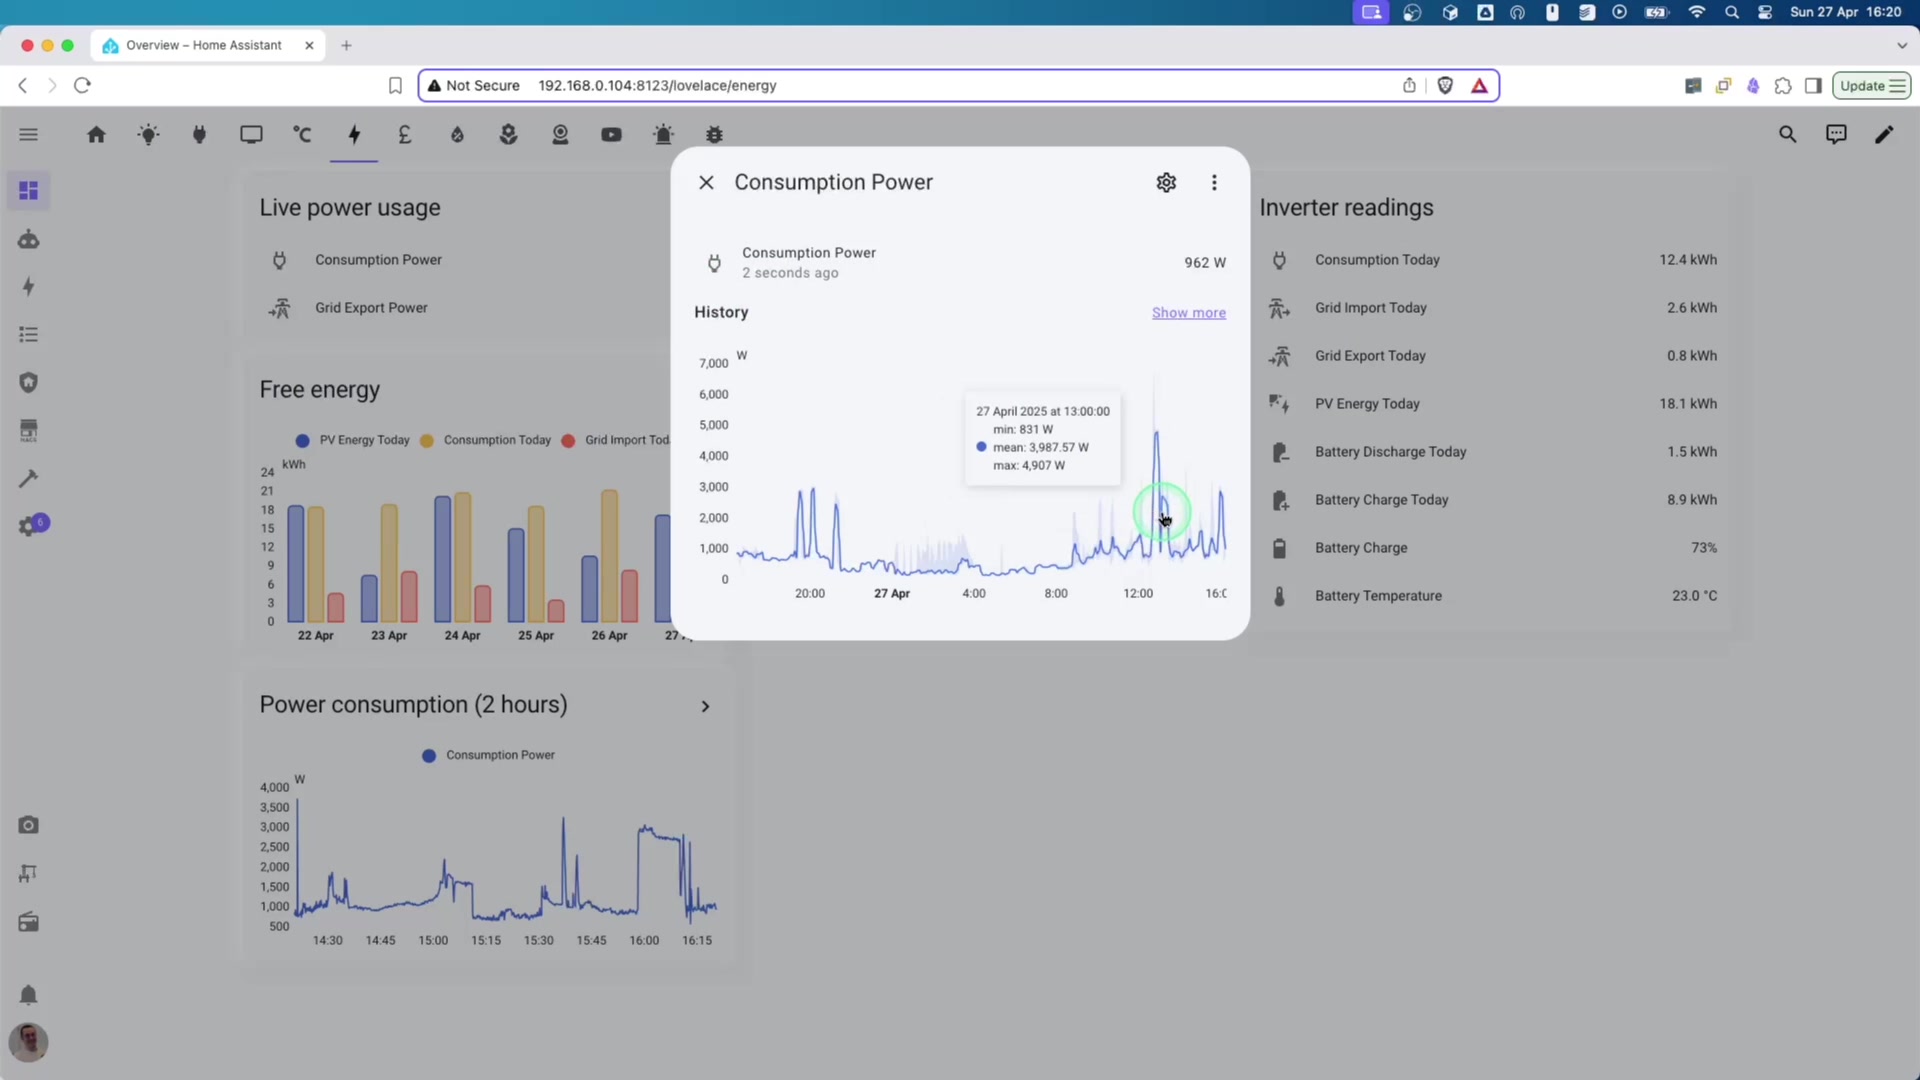 Sun 27 Apr 16:20
Overview – Home Assistant
Not Secure 192.168.0.104:8123/lovelace/energy
Update
℃
£
6
HACS
Live power usage
Consumption Power
Grid Export Power
Free energy
PV Energy Today Consumption Today Grid Import Tod
kWh
24
21
18
15
12
9
6
3
0
22 Apr 23 Apr 24 Apr 25 Apr 26 Apr 27
Power consumption (2 hours)
Consumption Power
W
4,000
3,500
3,000
2,500
2,000
1,500
1,000
500
14:30 14:45 15:00 15:15 15:30 15:45 16:00 16:15
Consumption Power
Consumption Power
2 seconds ago
962 W
History
Show more
W
7,000
6,000
5,000
4,000
3,000
2,000
1,000
0
20:00 27 Apr 4:00 8:00 12:00 16:0
27 April 2025 at 13:00:00
min: 831 W
mean: 3,987.57 W
max: 4,907 W
Inverter readings
Consumption Today 12.4 kWh
Grid Import Today 2.6 kWh
Grid Export Today 0.8 kWh
PV Energy Today 18.1 kWh
Battery Discharge Today 1.5 kWh
Battery Charge Today 8.9 kWh
Battery Charge 73%
Battery Temperature 23.0 °C